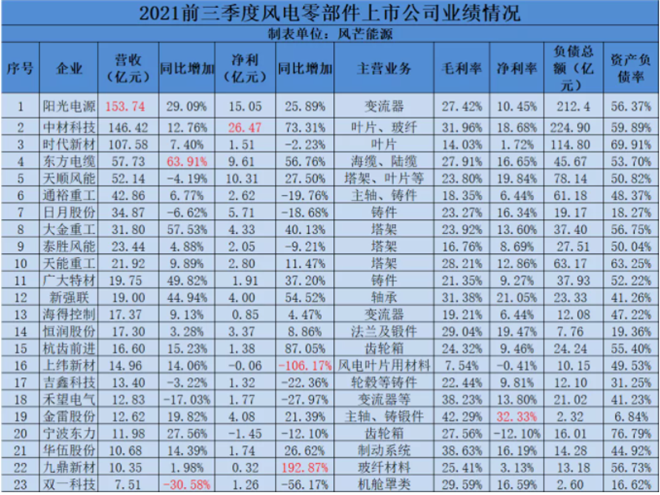 2021前三季度风电零部件上市公司业绩情况
制表单位：风芒能源
序号 企业 营收（亿元） 同比增加 净利（亿元） 同比增加 主营业务 毛利率 净利率 负债总额（亿元） 资产负债率
1 阳光电源 153.74 29.09% 15.05 25.89% 变流器 27.42% 10.45% 212.4 56.37%
2 中材科技 146.42 12.76% 26.47 73.31% 叶片、玻纤 31.96% 18.68% 224.90 59.89%
3 时代新材 107.58 7.40% 1.51 -2.23% 叶片 14.03% 1.72% 114.80 69.91%
4 东方电缆 57.73 63.91% 9.61 56.76% 海缆、陆缆 27.91% 16.65% 45.67 53.70%
5 天顺风能 52.14 -4.19% 10.31 27.50% 塔架、叶片等 23.80% 19.84% 78.14 50.82%
6 通裕重工 42.86 6.77% 2.62 -19.76% 主轴、铸件 18.35% 6.44% 61.18 48.37%
7 日月股份 34.87 -6.62% 5.71 -18.68% 铸件 23.27% 16.34% 19.17 18.27%
8 大金重工 31.80 57.53% 4.33 40.13% 塔架 23.92% 13.60% 37.40 56.75%
9 泰胜风能 23.44 4.88% 2.05 -9.21% 塔架 16.76% 8.69% 27.51 50.04%
10 天能重工 21.92 9.89% 2.80 11.47% 塔架 28.21% 12.86% 63.17 63.25%
11 广大特材 19.75 49.82% 1.91 37.20% 铸件 21.35% 9.27% 37.93 52.22%
12 新强联 19.00 44.94% 4.00 54.52% 轴承 31.38% 21.05% 23.33 41.26%
13 海得控制 17.37 9.13% 0.85 4.47% 变流器 21.19% 6.44% 12.08 47.22%
14 恒润股份 17.30 3.28% 3.37 8.86% 法兰及锻件 29.04% 19.47% 7.76 19.36%
15 杭齿前进 16.60 15.23% 1.38 87.05% 齿轮箱 24.32% 9.46% 24.24 55.40%
16 上纬新材 14.96 14.06% -0.06 -106.17% 风电叶片用材料 7.54% -0.41% 10.15 49.53%
17 吉鑫科技 13.40 -3.22% 1.32 -22.36% 轮毂等铸件 22.44% 9.81% 12.10 31.25%
18 禾望电气 12.83 -17.03% 1.77 -27.97% 变流器等 38.23% 13.80% 21.02 41.23%
19 金雷股份 12.62 19.82% 4.08 21.39% 主轴、铸锻件 42.29% 32.33% 2.32 6.84%
20 宁波东力 11.98 27.56% -1.45 -12.10% 齿轮箱 27.56% -12.10% 16.01 76.79%
21 华伍股份 10.68 14.39% 1.74 26.62% 制动系统 38.63% 16.19% 14.28 44.92%
22 九鼎新材 10.35 1.98% 0.32 192.87% 玻纤材料 25.41% 3.13% 13.18 56.73%
23 双一科技 7.51 -30.58% 1.26 -56.17% 机舱罩类 29.59% 16.59% 2.60 16.62%